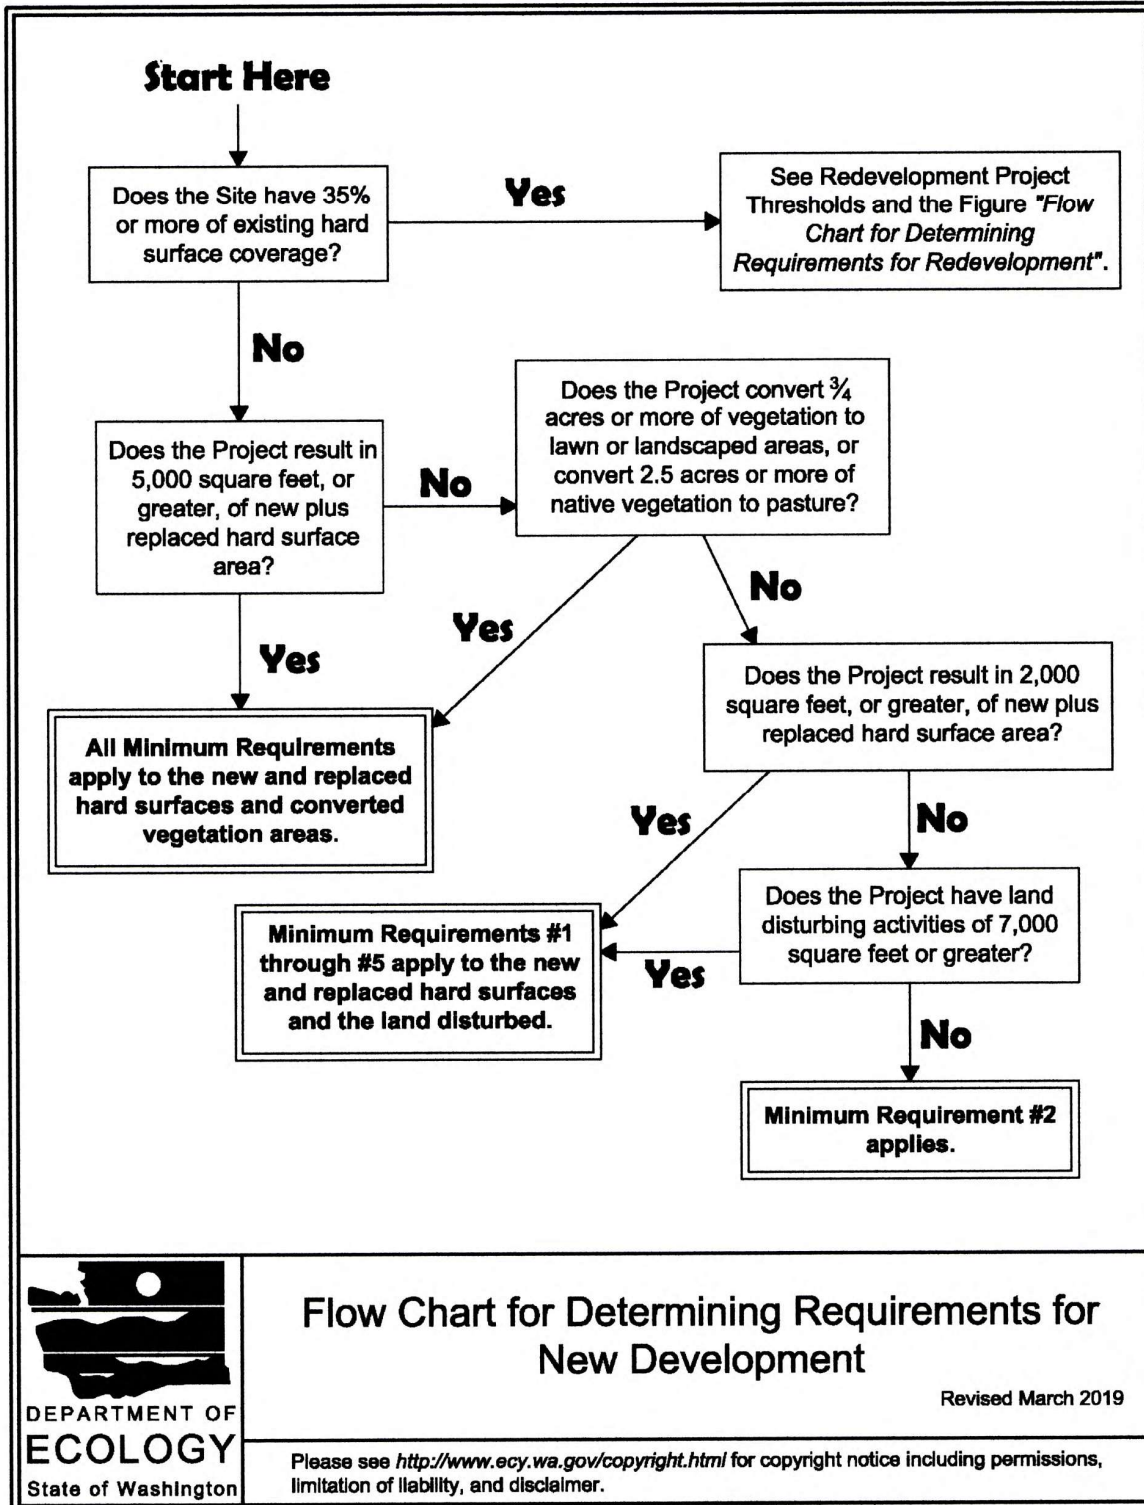 Start Here
Does the Site have 35%
or more of existing hard
surface coverage?
Yes
See Redevelopment Project
Thresholds and the Figure "Flow
Chart for Determining
Requirements for Redevelopment".
No
Does the Project result in
5,000 square feet, or
greater, of new plus
replaced hard surface
area?
No
Does the Project convert ¾
acres or more of vegetation to
lawn or landscaped areas, or
convert 2.5 acres or more of
native vegetation to pasture?
Yes
Yes
No
All Minimum Requirements
apply to the new and replaced
hard surfaces and converted
vegetation areas.
Does the Project result in 2,000
square feet, or greater, of new plus
replaced hard surface area?
Yes
No
Minimum Requirements #1
through #5 apply to the new
and replaced hard surfaces
and the land disturbed.
Yes
Does the Project have land
disturbing activities of 7,000
square feet or greater?
No
Minimum Requirement #2
applies.
DEPARTMENT OF
ECOLOGY
State of Washington
Flow Chart for Determining Requirements for
New Development
Revised March 2019
Please see http://www.ecy.wa.gov/copyright.html for copyright notice including permissions,
limitation of liability, and disclaimer.